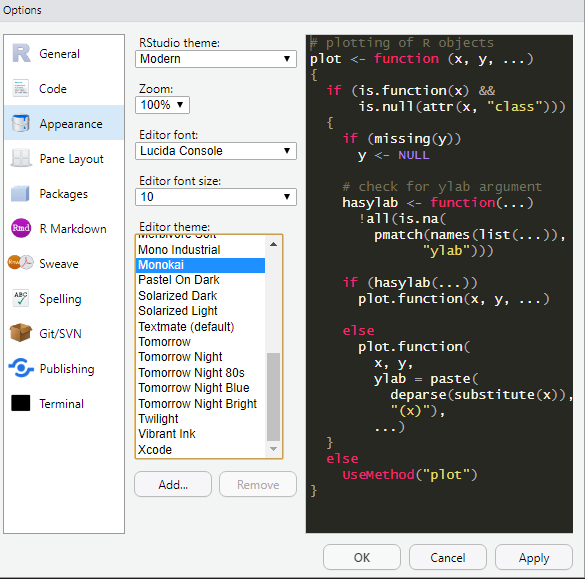 Options
General
Code
Appearance
Pane Layout
Packages
R Markdown
Sweave
Spelling
Git/SVN
Publishing
Terminal
RStudio theme:
Modern
Zoom:
100%
Editor font:
Lucida Console
Editor font size:
10
Editor theme:
Merbivore Soft
Mono Industrial
Monokai
Pastel On Dark
Solarized Dark
Solarized Light
Textmate (default)
Tomorrow
Tomorrow Night
Tomorrow Night 80s
Tomorrow Night Blue
Tomorrow Night Bright
Twilight
Vibrant Ink
Xcode
Add...
Remove
# plotting of R objects
plot <- function (x, y, ...)
{
  if (is.function(x) &&
      is.null(attr(x, "class")))
  {
    if (missing(y))
      y <- NULL

    # check for ylab argument
    hasylab <- function(...)
      !all(is.na(
        pmatch(names(list(...)),
              "ylab")))

    if (hasylab(...))
      plot.function(x, y, ...)

    else
      plot.function(
        x, y,
        ylab = paste(
          deparse(substitute(x)),
          "(x)"),
        ...)
  }
  else
    UseMethod("plot")
}
OK
Cancel
Apply